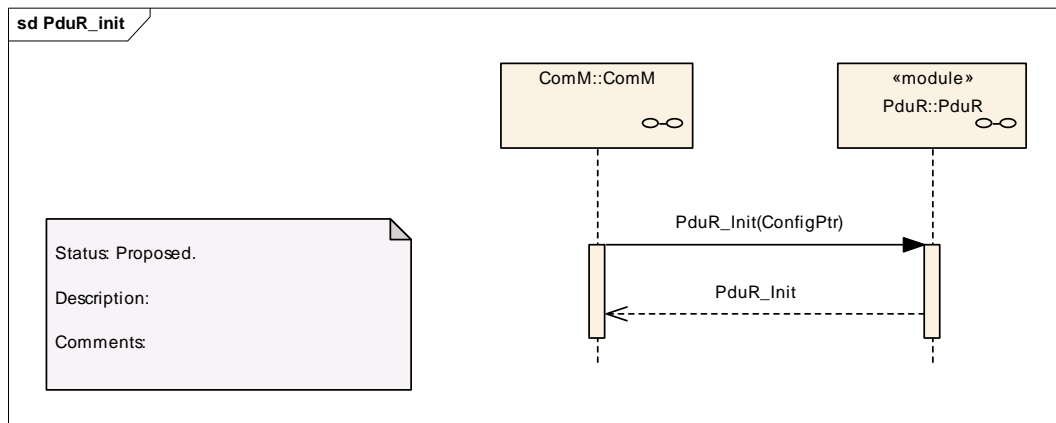 sd PduR_init
ComM::ComM
«module»
PduR::PduR
PduR_Init(ConfigPtr)
PduR_Init
Status: Proposed.
Description:
Comments: